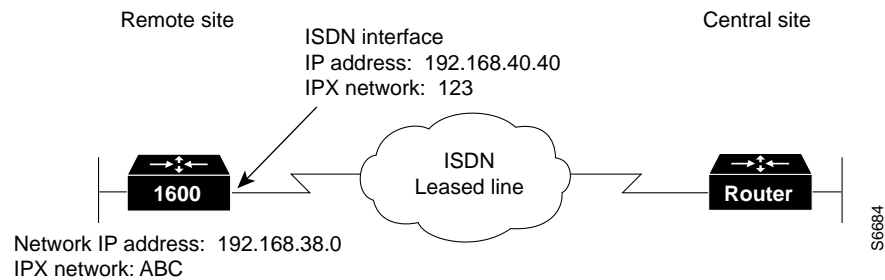 Remote site
Central site
ISDN interface
IP address: 192.168.40.40
IPX network: 123
ISDN
Leased line
1600
Router
Network IP address: 192.168.38.0
IPX network: ABC
S6684